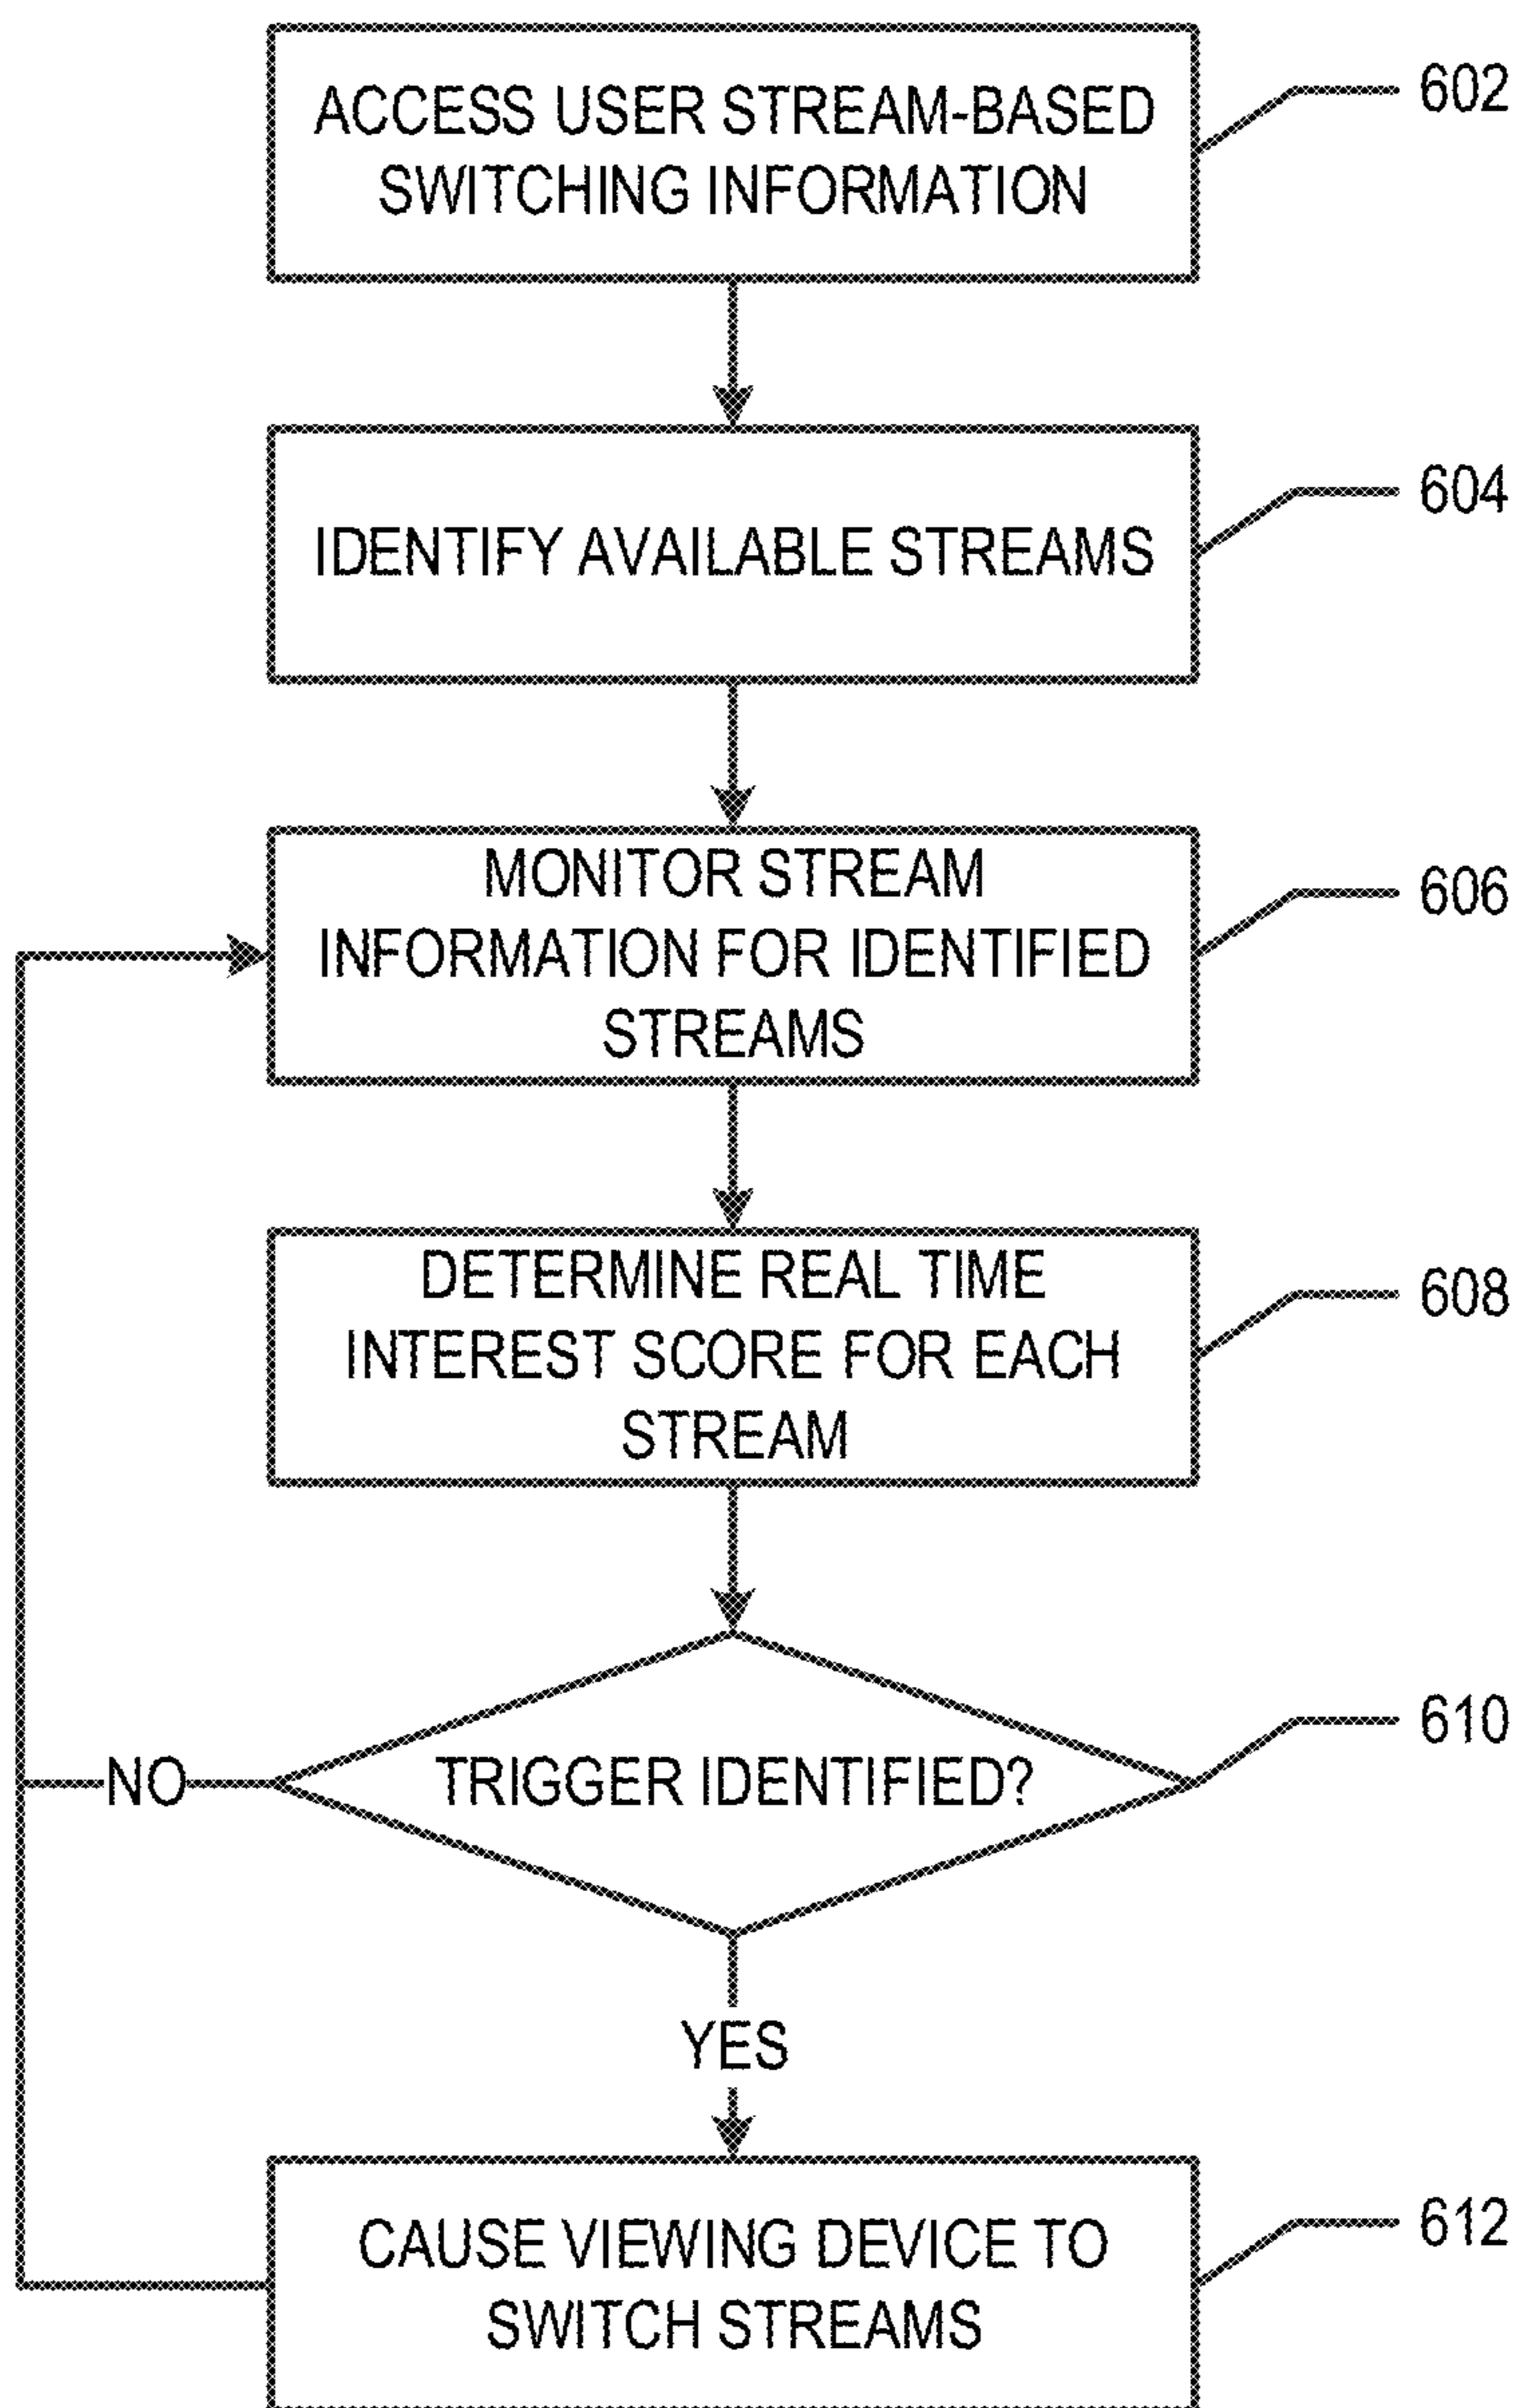 ACCESS USER STREAM-BASED
SWITCHING INFORMATION
602
IDENTIFY AVAILABLE STREAMS
604
MONITOR STREAM
INFORMATION FOR IDENTIFIED
STREAMS
606
DETERMINE REAL TIME
INTEREST SCORE FOR EACH
STREAM
608
TRIGGER IDENTIFIED?
610
NO
YES
CAUSE VIEWING DEVICE TO
SWITCH STREAMS
612